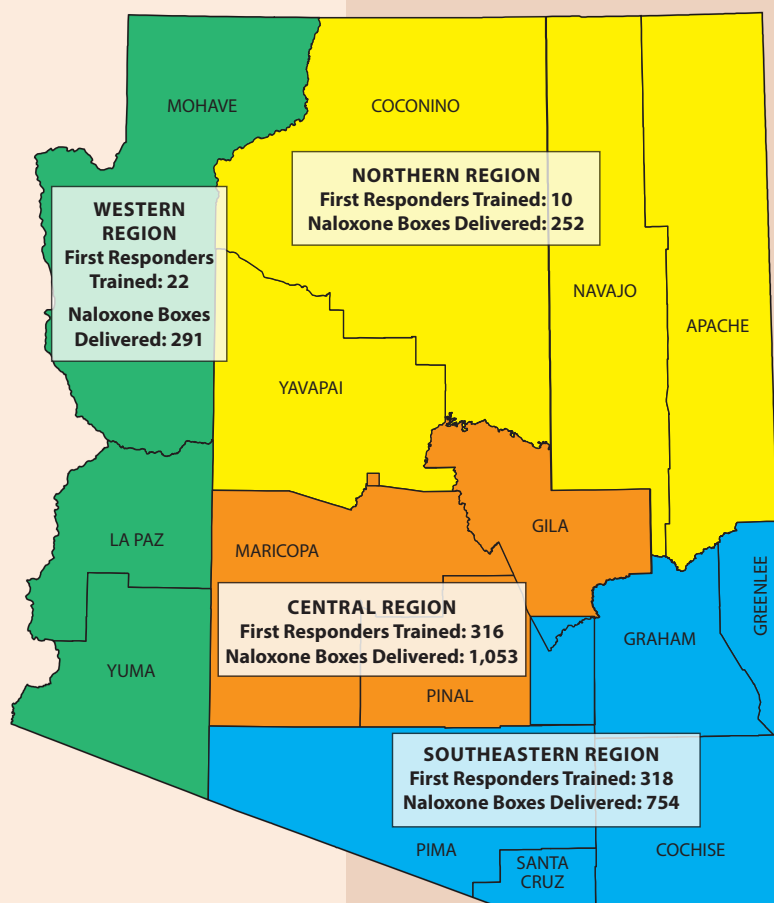 MOHAVE
COCONINO
NORTHERN REGION
First Responders Trained: 10
Naloxone Boxes Delivered: 252
WESTERN
REGION
First Responders
Trained: 22
Naloxone Boxes
Delivered: 291
NAVAJO
APACHE
YAVAPAI
GILA
LA PAZ
MARICOPA
GREENLEE
CENTRAL REGION
First Responders Trained: 316
Naloxone Boxes Delivered: 1,053
GRAHAM
YUMA
PINAL
SOUTHEASTERN REGION
First Responders Trained: 318
Naloxone Boxes Delivered: 754
PIMA
COCHISE
SANTA
CRUZ